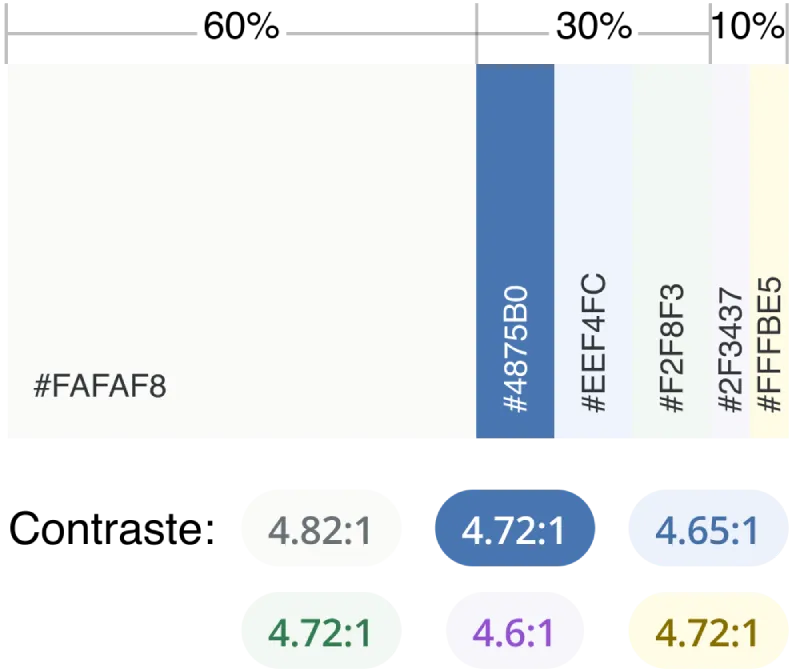 60% 30% 10%
#FAFAF8
#4875B0
#EEF4FC
#F2F8F3
#2F3437
#FFFBE5
Contraste: 4.82:1 4.72:1 4.65:1
4.72:1 4.6:1 4.72:1